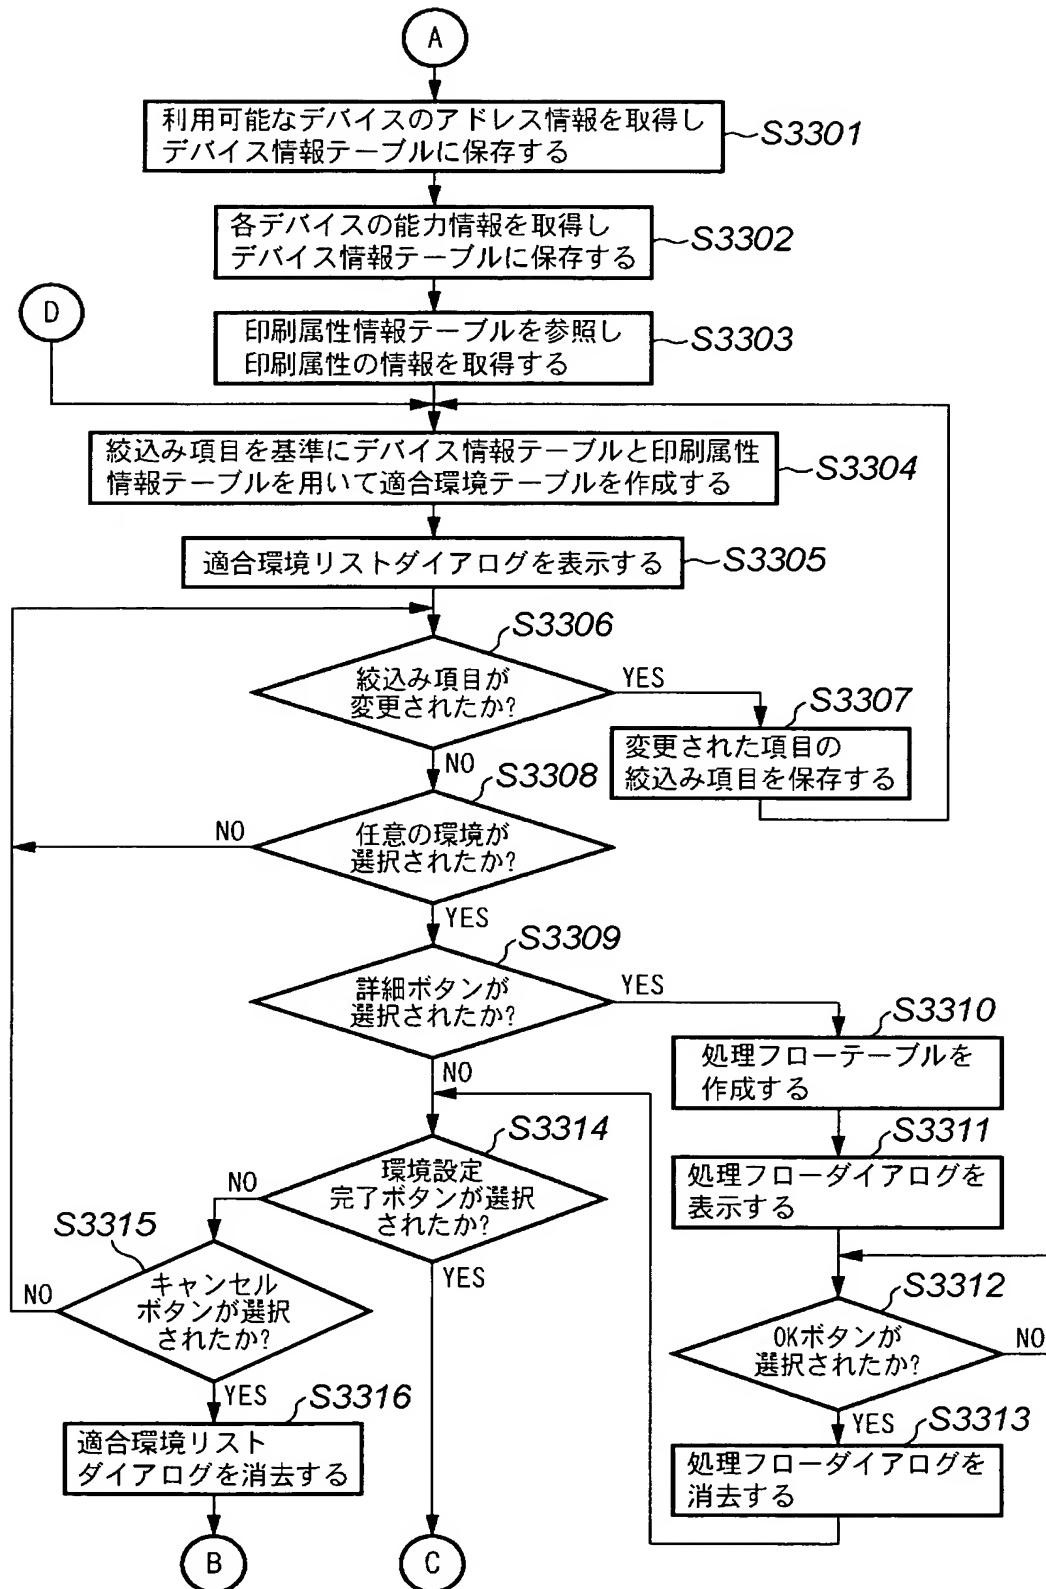 A
利用可能なデバイスのアドレス情報を取得し
デバイス情報テーブルに保存する
S3301
各デバイスの能力情報を取得し
デバイス情報テーブルに保存する
S3302
D
印刷属性情報テーブルを参照し
印刷属性の情報を取得する
S3303
絞込み項目を基準にデバイス情報テーブルと印刷属性
情報テーブルを用いて適合環境テーブルを作成する
S3304
適合環境リストダイアログを表示する
S3305
S3306
絞込み項目が
変更されたか?
YES
NO
S3307
変更された項目の
絞込み項目を保存する
S3308
任意の環境が
選択されたか?
NO
YES
S3309
詳細ボタンが
選択されたか?
YES
NO
S3310
処理フローテーブルを
作成する
S3311
処理フローダイアログを
表示する
S3314
環境設定
完了ボタンが選択
されたか?
NO
YES
S3315
キャンセル
ボタンが選択
されたか?
NO
YES
S3312
OKボタンが
選択されたか?
NO
YES
S3316
適合環境リスト
ダイアログを消去する
S3313
処理フローダイアログを
消去する
B
C